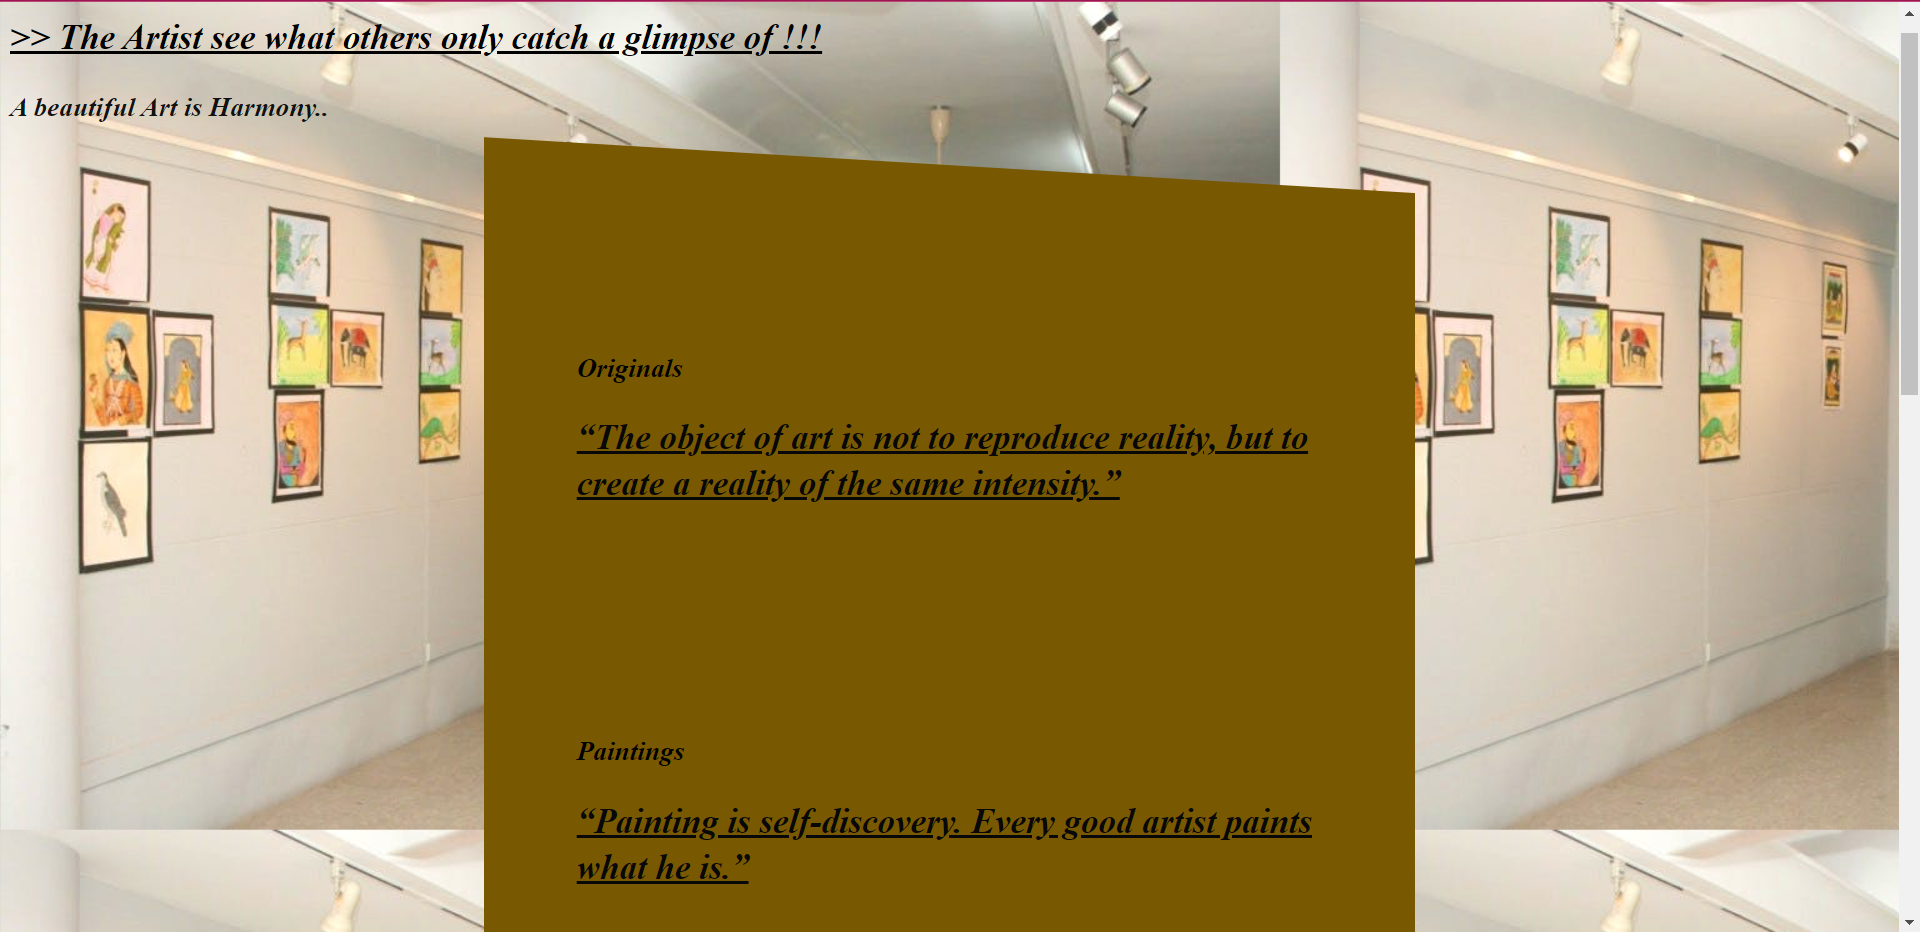 >> The Artist see what others only catch a glimpse of !!!
A beautiful Art is Harmony..
Originals
“The object of art is not to reproduce reality, but to
create a reality of the same intensity.”
Paintings
“Painting is self-discovery. Every good artist paints
what he is.”